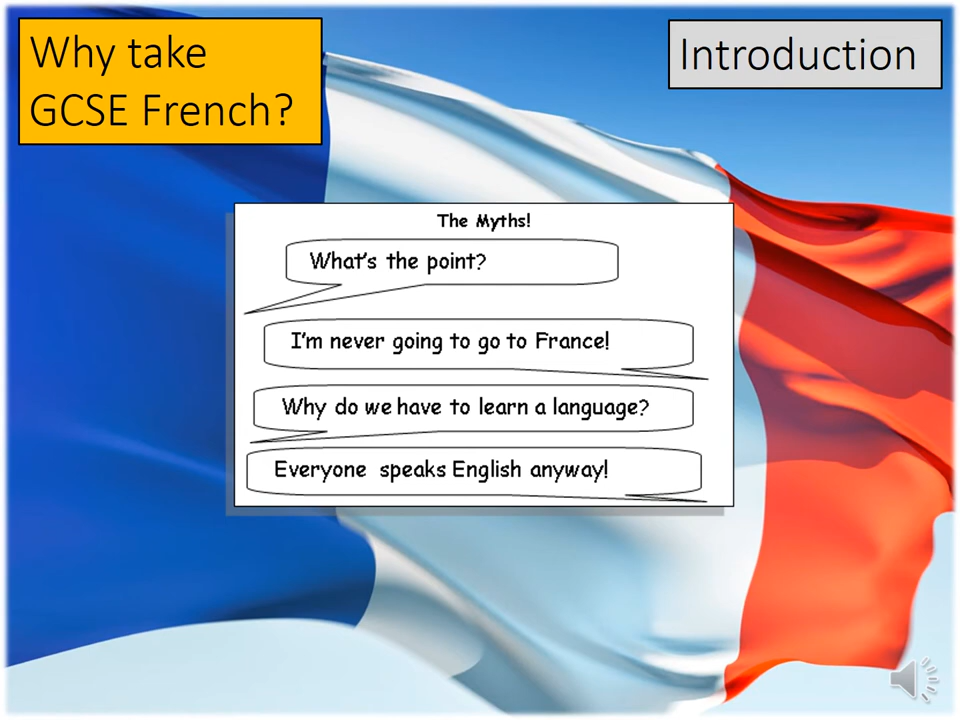 Why take
GCSE French?
Introduction
The Myths!
What's the point?
I'm never going to go to France!
Why do we have to learn a language?
Everyone speaks English anyway!